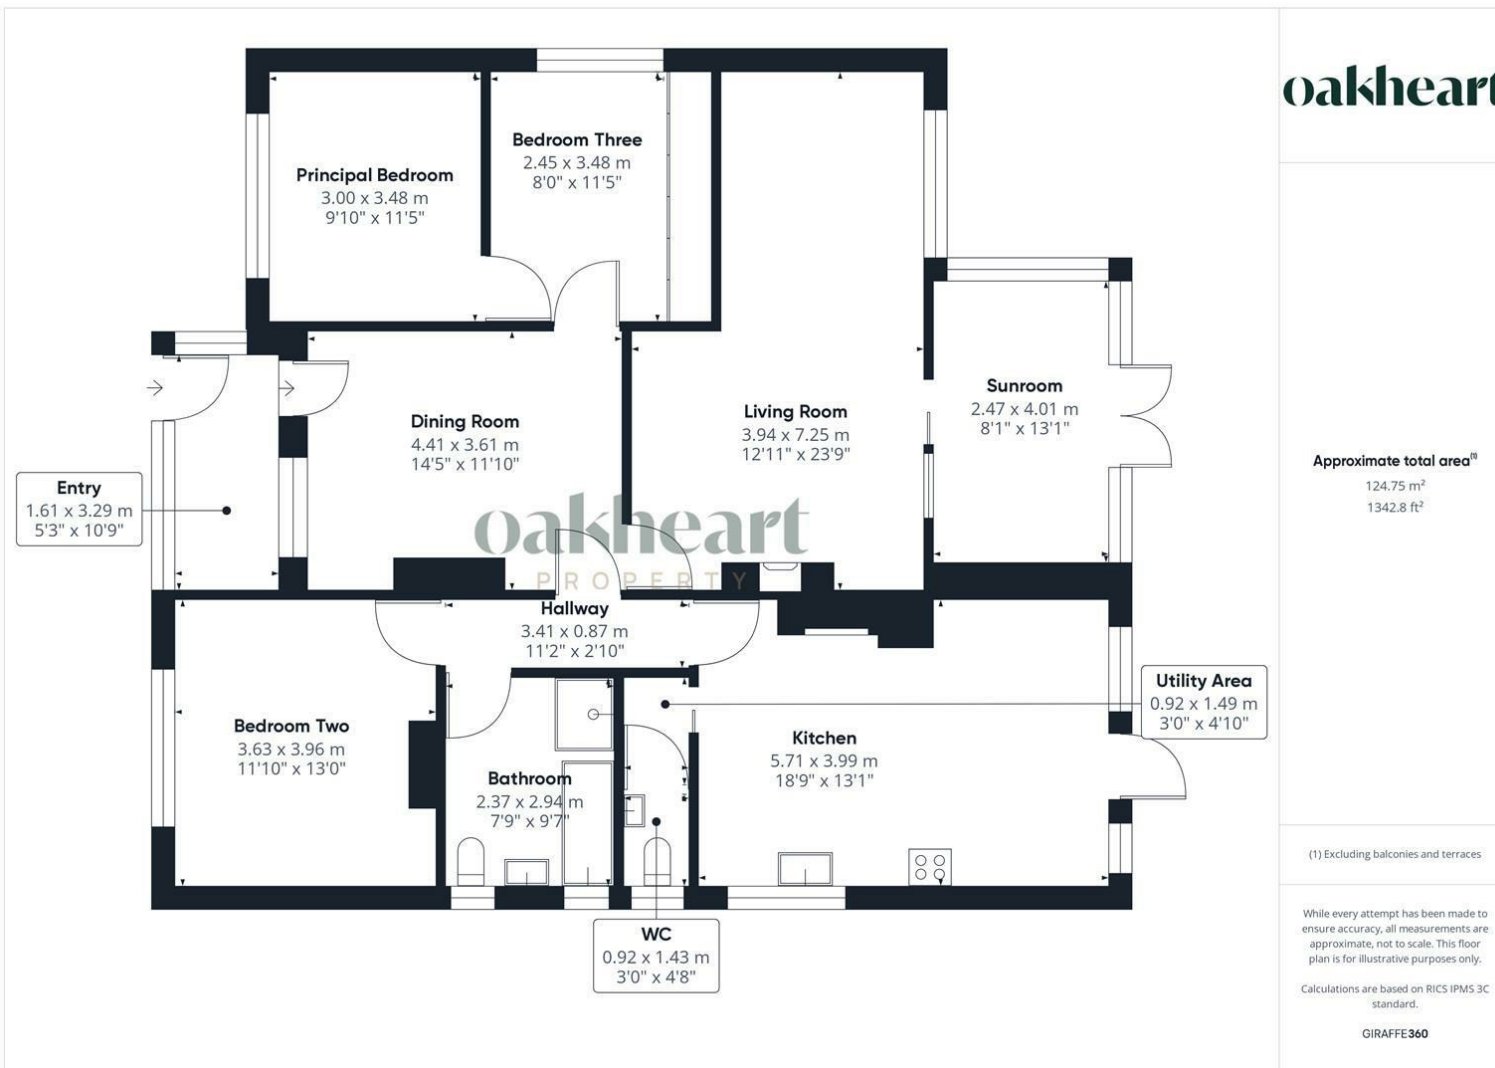 Principal Bedroom
3.00 x 3.48 m
9'10" x 11'5"
Bedroom Three
2.45 x 3.48 m
8'0" x 11'5"
Dining Room
4.41 x 3.61 m
14'5" x 11'10"
Living Room
3.94 x 7.25 m
12'11" x 23'9"
Sunroom
2.47 x 4.01 m
8'1" x 13'1"
Entry
1.61 x 3.29 m
5'3" x 10'9"
oakheart
PROPERTY
Hallway
3.41 x 0.87 m
11'2" x 2'10"
Bedroom Two
3.63 x 3.96 m
11'10" x 13'0"
Bathroom
2.37 x 2.94 m
7'9" x 9'7"
Kitchen
5.71 x 3.99 m
18'9" x 13'1"
Utility Area
0.92 x 1.49 m
3'0" x 4'10"
WC
0.92 x 1.43 m
3'0" x 4'8"
oakheart
Approximate total area(1)
124.75 m²
1342.8 ft²
(1) Excluding balconies and terraces
While every attempt has been made to
ensure accuracy, all measurements are
approximate, not to scale. This floor
plan is for illustrative purposes only.
Calculations are based on RICS IPMS 3C
standard.
GIRAFFE360